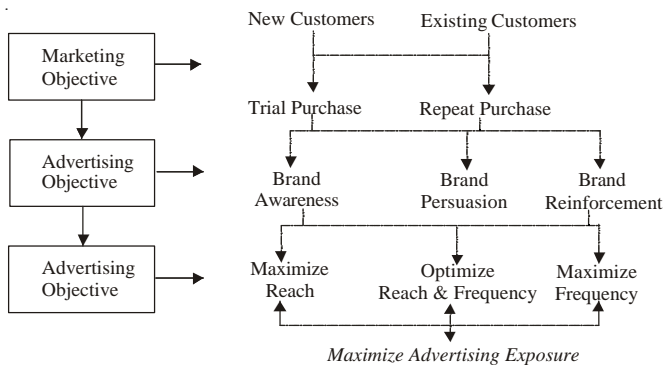 New Customers Existing Customers
Marketing
Objective
Trial Purchase Repeat Purchase
Advertising
Objective
Brand
Awareness
Brand
Persuasion
Brand
Reinforcement
Advertising
Objective
Maximize
Reach
Optimize
Reach & Frequency
Maximize
Frequency
Maximize Advertising Exposure